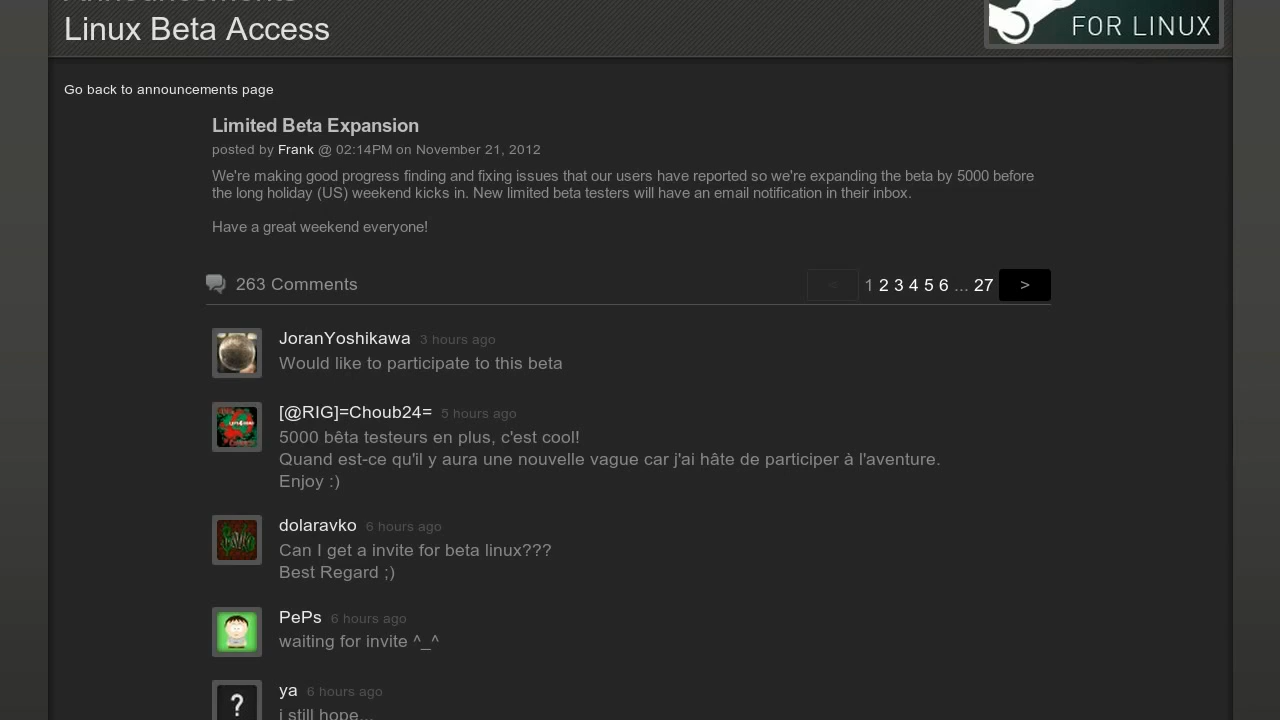 Announcements
Linux Beta Access
FOR LINUX
Go back to announcements page
Limited Beta Expansion
posted by Frank @ 02:14PM on November 21, 2012
We're making good progress finding and fixing issues that our users have reported so we're expanding the beta by 5000 before
the long holiday (US) weekend kicks in. New limited beta testers will have an email notification in their inbox.
Have a great weekend everyone!
263 Comments
< 1 2 3 4 5 6 ... 27 >
JoranYoshikawa 3 hours ago
Would like to participate to this beta
[@RIG]=Choub24= 5 hours ago
5000 bêta testeurs en plus, c'est cool!
Quand est-ce qu'il y aura une nouvelle vague car j'ai hâte de participer à l'aventure.
Enjoy :)
dolaravko 6 hours ago
Can I get a invite for beta linux???
Best Regard ;)
PePs 6 hours ago
waiting for invite ^_^
ya 6 hours ago
?
i still hope...